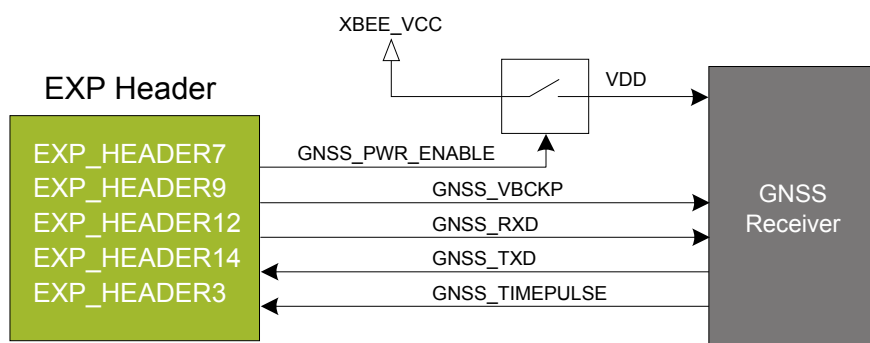 XBEE_VCC
VDD
EXP Header
EXP_HEADER7
GNSS_PWR_ENABLE
EXP_HEADER9
GNSS_VBCKP
EXP_HEADER12
GNSS_RXD
EXP_HEADER14
GNSS_TXD
EXP_HEADER3
GNSS_TIMEPULSE
GNSS
Receiver